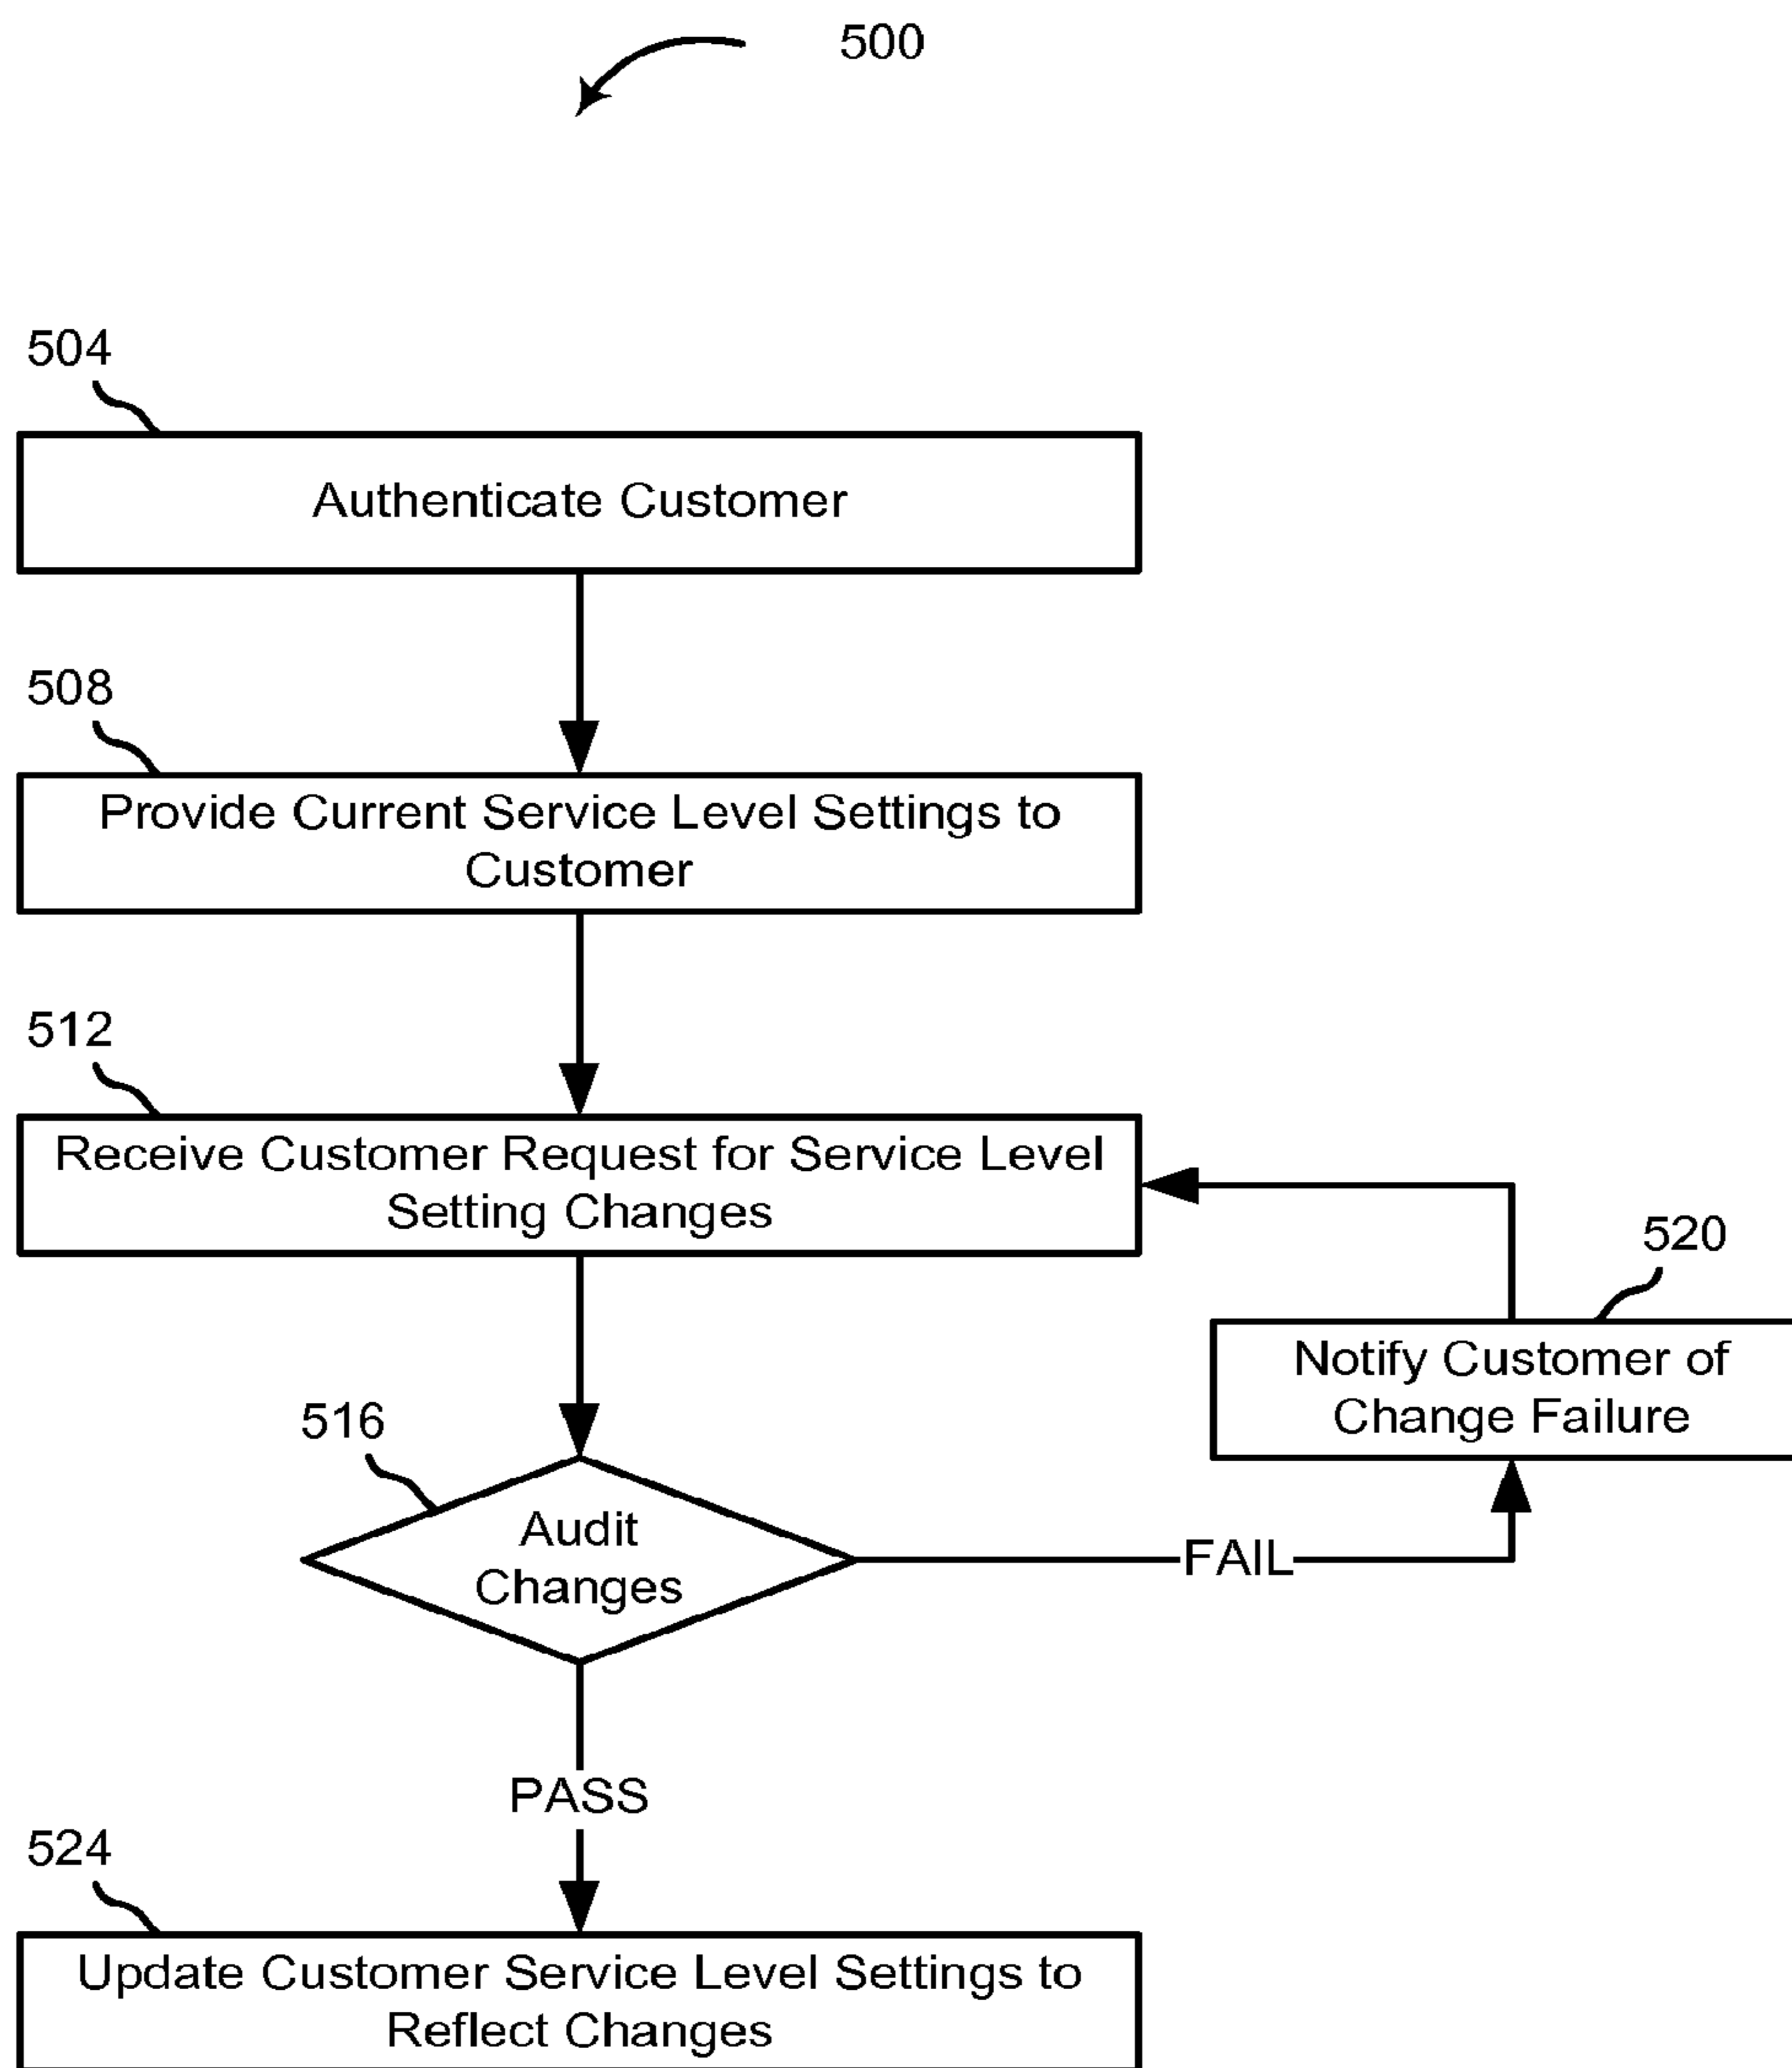 500
504
Authenticate Customer
508
Provide Current Service Level Settings to
Customer
512
Receive Customer Request for Service Level
Setting Changes
520
Notify Customer of
Change Failure
516
Audit
Changes
FAIL
PASS
524
Update Customer Service Level Settings to
Reflect Changes